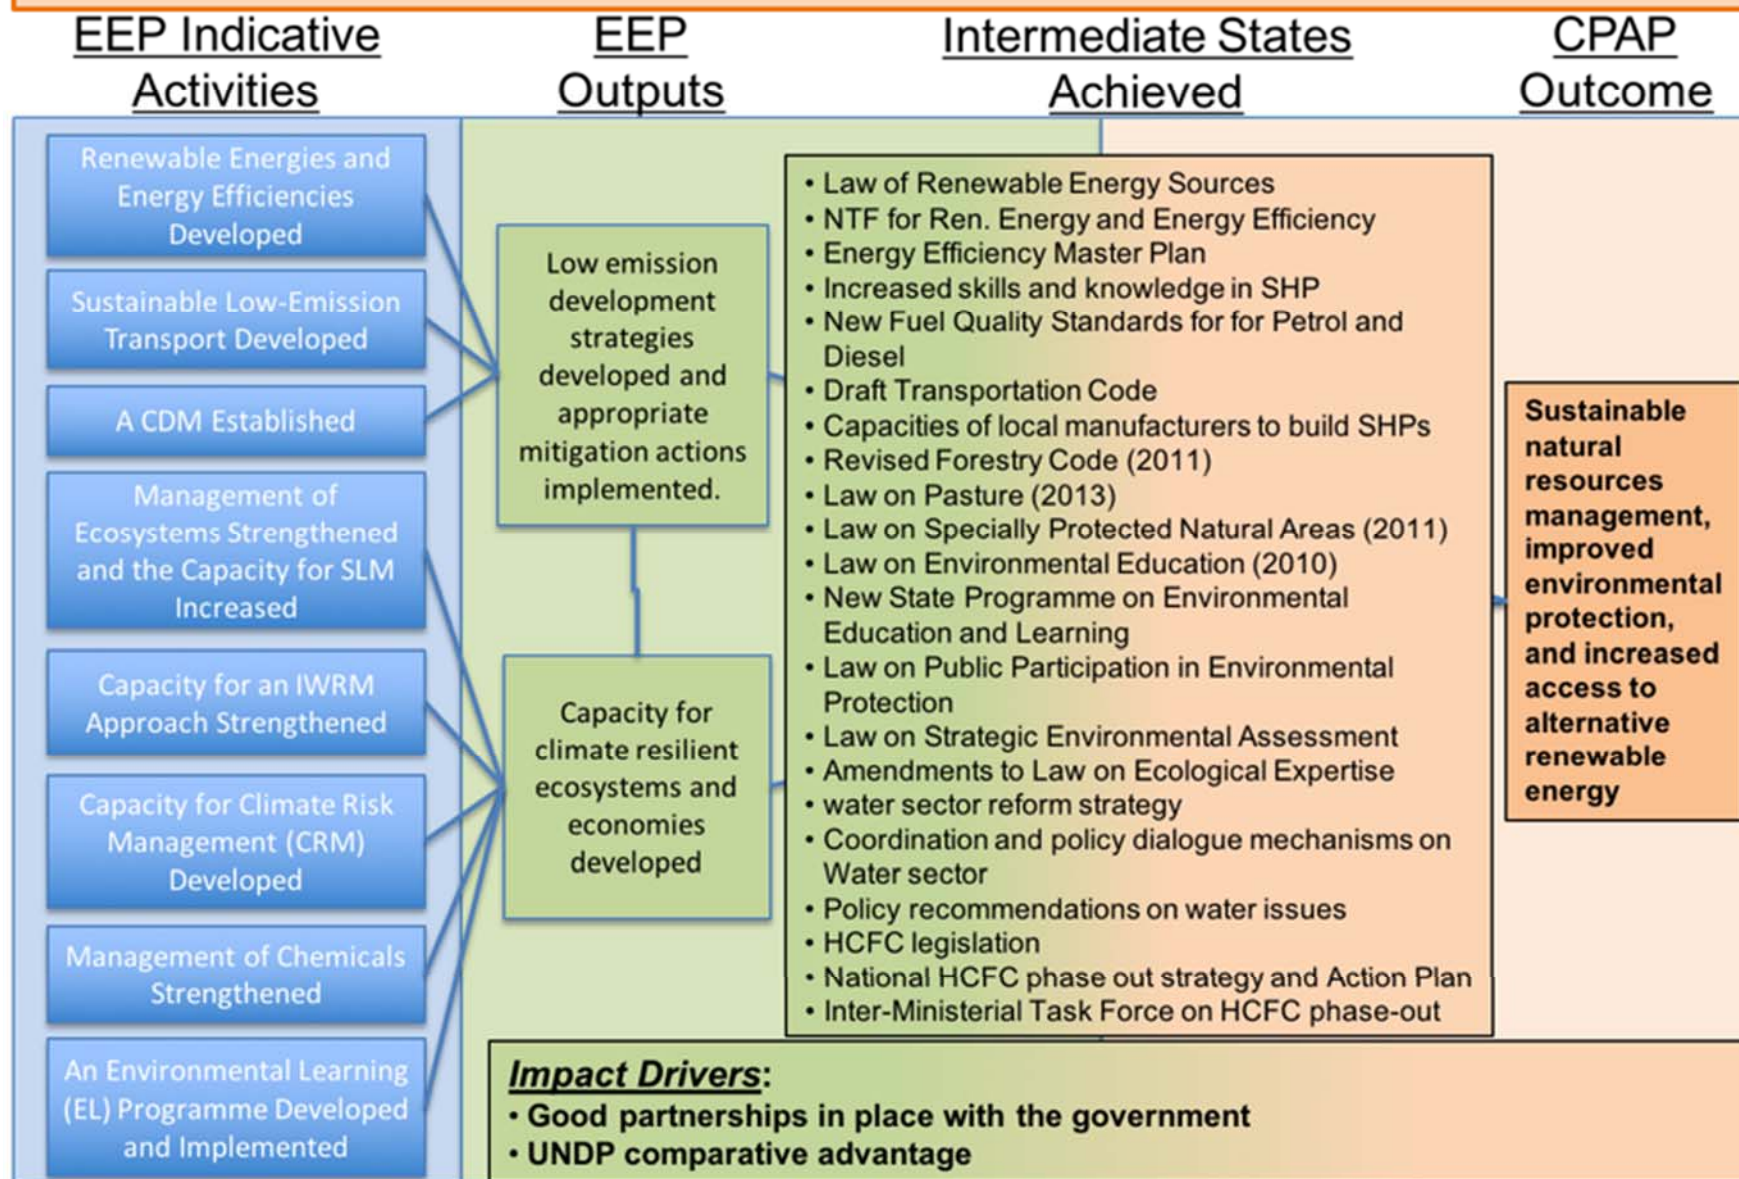 EEP Indicative
Activities
EEP
Outputs
Intermediate States
Achieved
CPAP
Outcome
Renewable Energies and
Energy Efficiencies
Developed
Sustainable Low-Emission
Transport Developed
A CDM Established
Management of
Ecosystems Strengthened
and the Capacity for SLM
Increased
Capacity for an IWRM
Approach Strengthened
Capacity for Climate Risk
Management (CRM)
Developed
Management of Chemicals
Strengthened
An Environmental Learning
(EL) Programme Developed
and Implemented
Low emission
development
strategies
developed and
appropriate
mitigation actions
implemented.
Capacity for
climate resilient
ecosystems and
economies
developed
• Law of Renewable Energy Sources
• NTF for Ren. Energy and Energy Efficiency
• Energy Efficiency Master Plan
• Increased skills and knowledge in SHP
• New Fuel Quality Standards for for Petrol and
Diesel
• Draft Transportation Code
• Capacities of local manufacturers to build SHPs
• Revised Forestry Code (2011)
• Law on Pasture (2013)
• Law on Specially Protected Natural Areas (2011)
• Law on Environmental Education (2010)
• New State Programme on Environmental
Education and Learning
• Law on Public Participation in Environmental
Protection
• Law on Strategic Environmental Assessment
• Amendments to Law on Ecological Expertise
• water sector reform strategy
• Coordination and policy dialogue mechanisms on
Water sector
• Policy recommendations on water issues
• HCFC legislation
• National HCFC phase out strategy and Action Plan
• Inter-Ministerial Task Force on HCFC phase-out
Sustainable
natural
resources
management,
improved
environmental
protection,
and increased
access to
alternative
renewable
energy
Impact Drivers:
• Good partnerships in place with the government
• UNDP comparative advantage